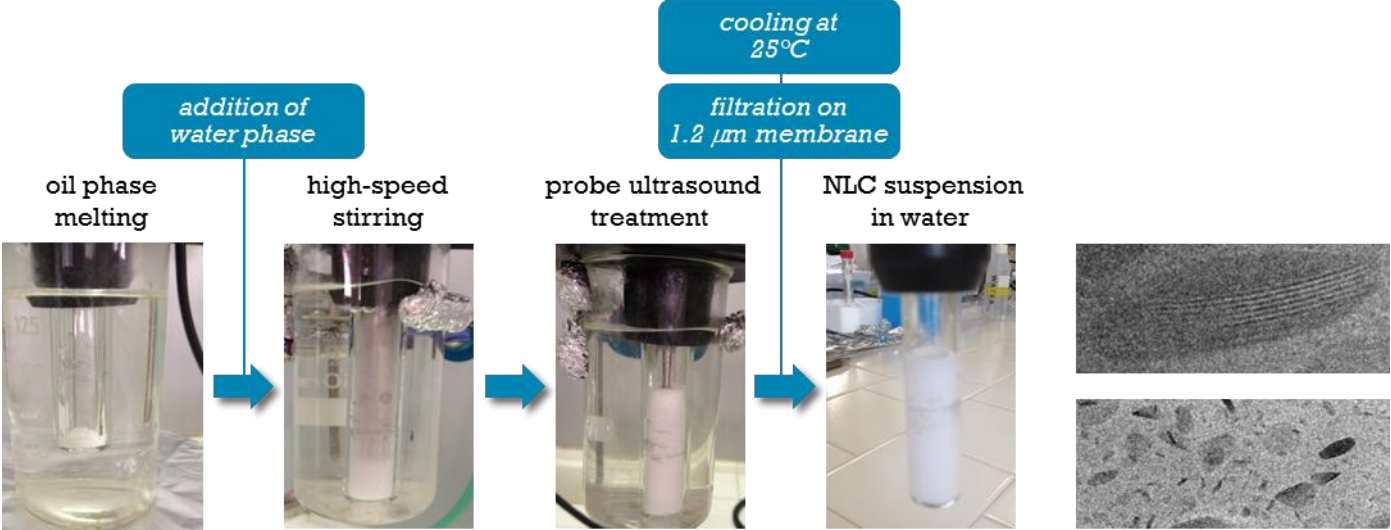 cooling at
25°C
addition of
water phase
filtration on
1.2 μm membrane
oil phase
melting
high-speed
stirring
probe ultrasound
treatment
NLC suspension
in water
125